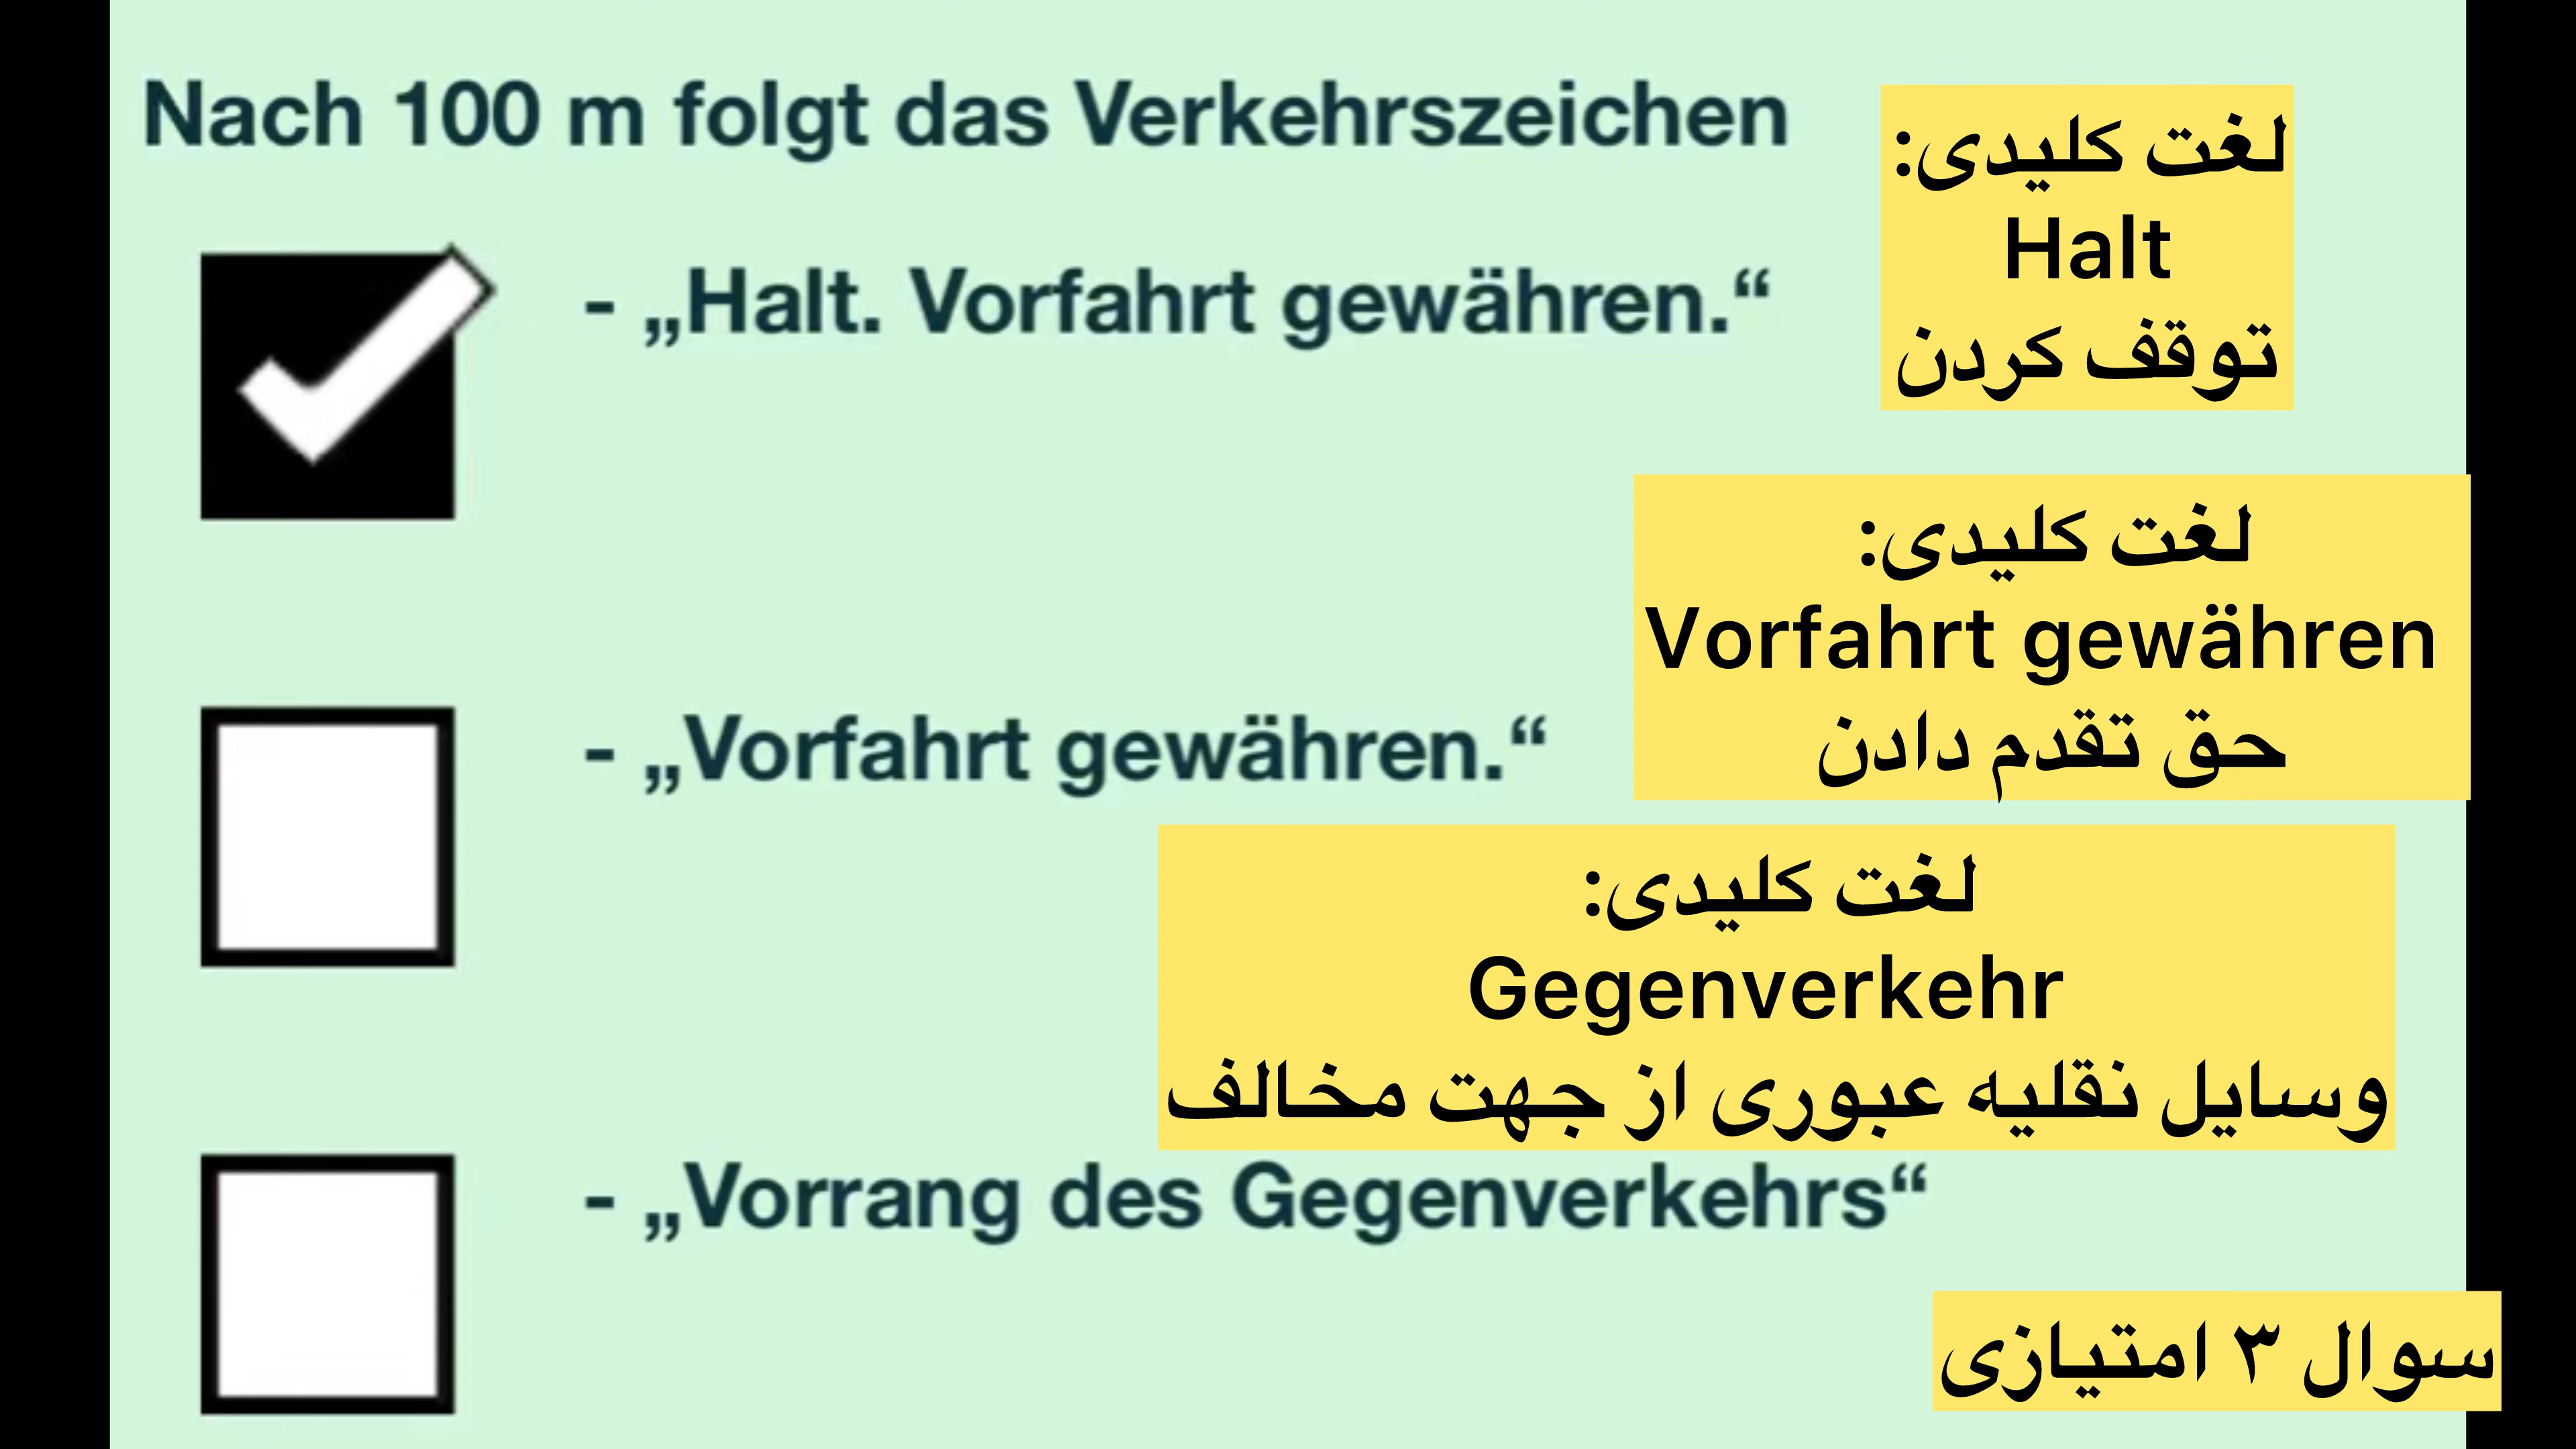 Nach 100 m folgt das Verkehrszeichen
لغت کلیدی:
Halt
توقف کردن
- „Halt. Vorfahrt gewähren.“
لغت کلیدی:
Vorfahrt gewähren
حق تقدم دادن
- „Vorfahrt gewähren.“
لغت کلیدی:
Gegenverkehr
وسایل نقلیه عبوری از جهت مخالف
- „Vorrang des Gegenverkehrs“
سوال ۳ امتیازی